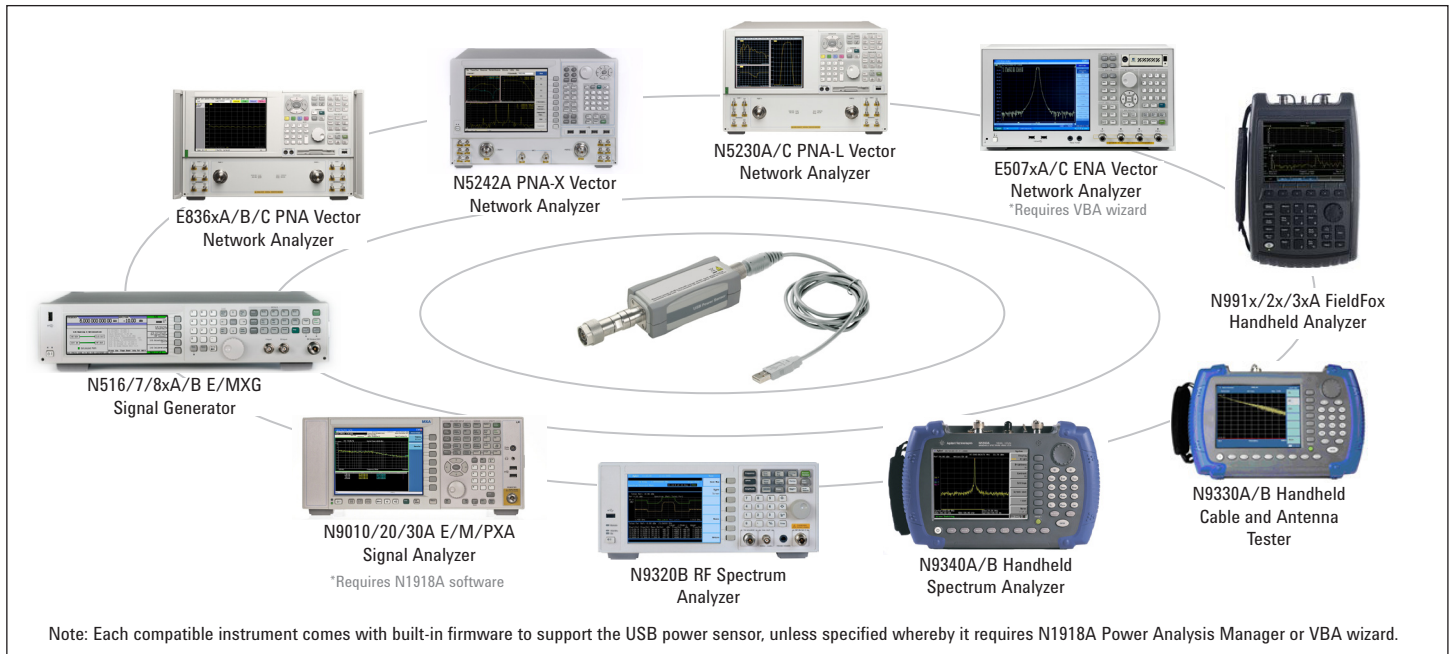 E836xA/B/C PNA Vector
Network Analyzer
N5242A PNA-X Vector
Network Analyzer
N5230A/C PNA-L Vector
Network Analyzer
E507xA/C ENA Vector
Network Analyzer
*Requires VBA wizard
N991x/2x/3xA FieldFox
Handheld Analyzer
N516/7/8xA/B E/MXG
Signal Generator
N9010/20/30A E/M/PXA
Signal Analyzer
*Requires N1918A software
N9320B RF Spectrum
Analyzer
N9340A/B Handheld
Spectrum Analyzer
N9330A/B Handheld
Cable and Antenna
Tester
Note: Each compatible instrument comes with built-in firmware to support the USB power sensor, unless specified whereby it requires N1918A Power Analysis Manager or VBA wizard.